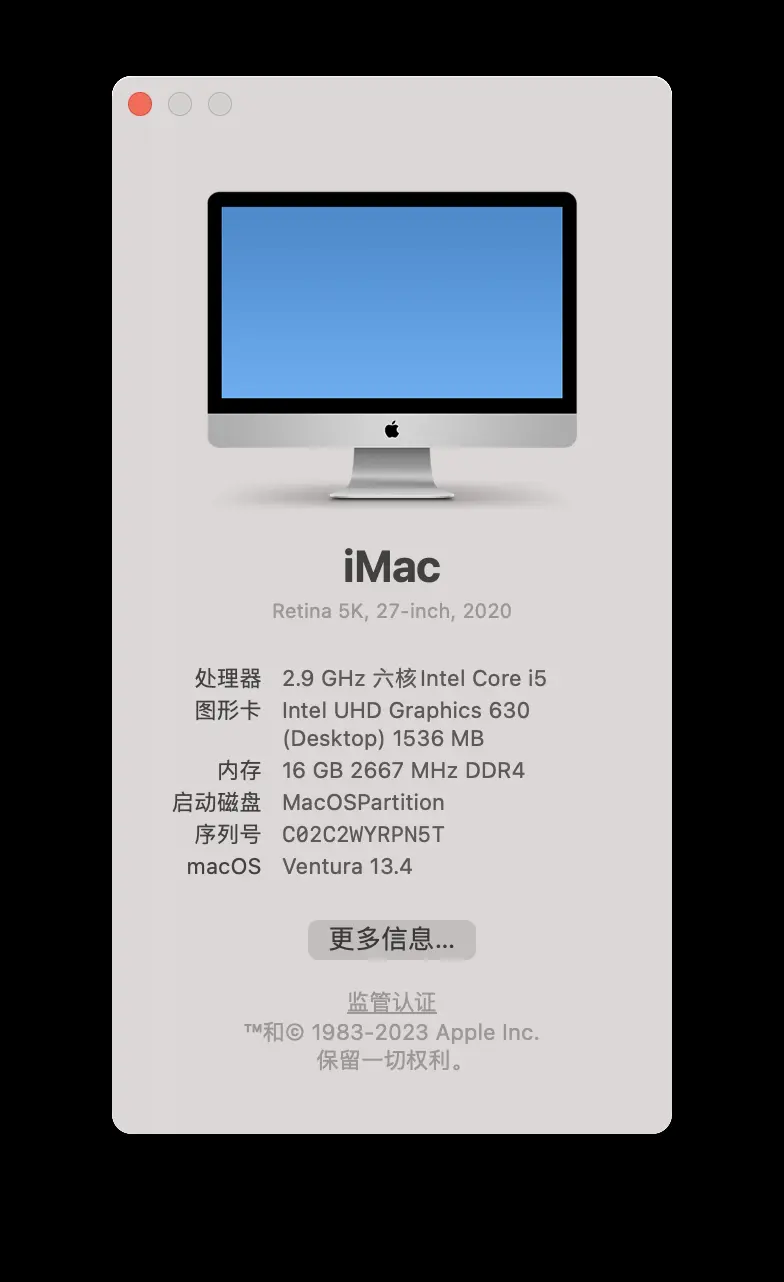 iMac
Retina 5K, 27-inch, 2020
处理器 2.9 GHz 六核Intel Core i5
图形卡 Intel UHD Graphics 630
(Desktop) 1536 MB
内存 16 GB 2667 MHz DDR4
启动磁盘 MacOSPartition
序列号 C02C2WYRPN5T
macOS Ventura 13.4
更多信息...
监管认证
™和© 1983-2023 Apple Inc.
保留一切权利。